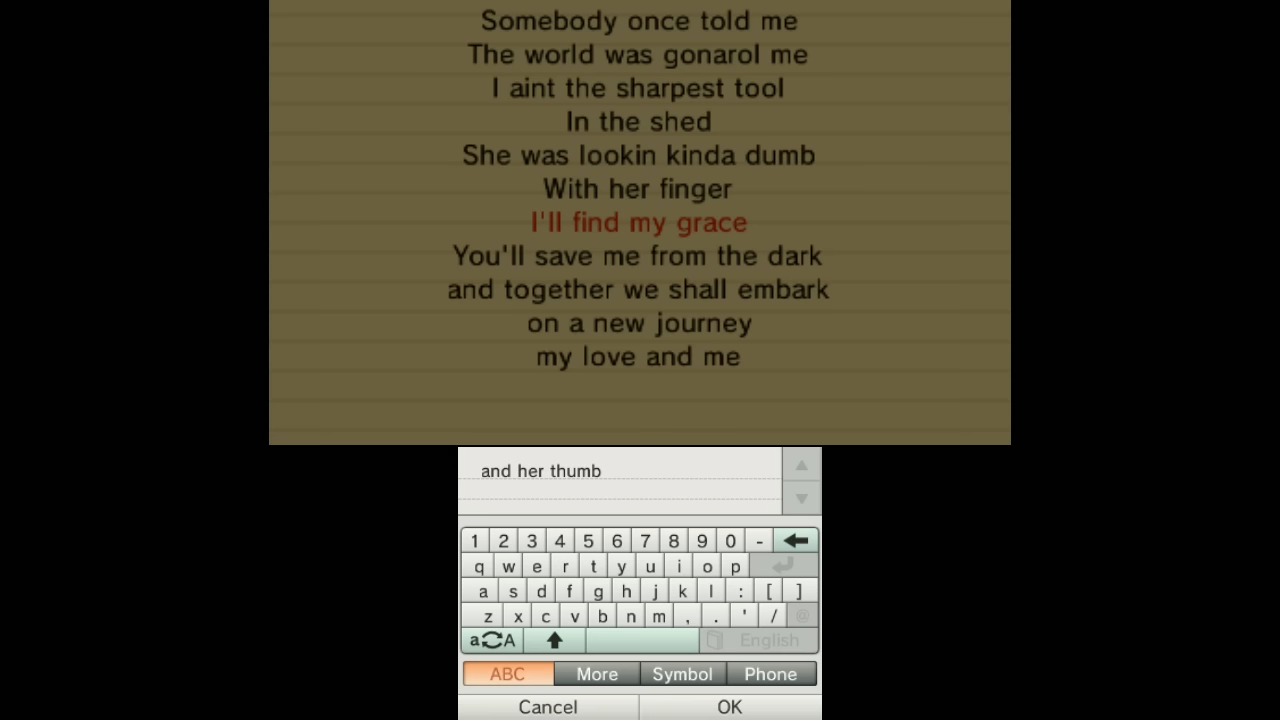 Somebody once told me
The world was gonarol me
I aint the sharpest tool
In the shed
She was lookin kinda dumb
With her finger
I'll find my grace
You'll save me from the dark
and together we shall embark
on a new journey
my love and me
and her thumb
1 2 3 4 5 6 7 8 9 0 -
q w e r t y u i o p
a s d f g h j k l : [ ]
z x c v b n m , . ' / @
a A English
ABC More Symbol Phone
Cancel OK